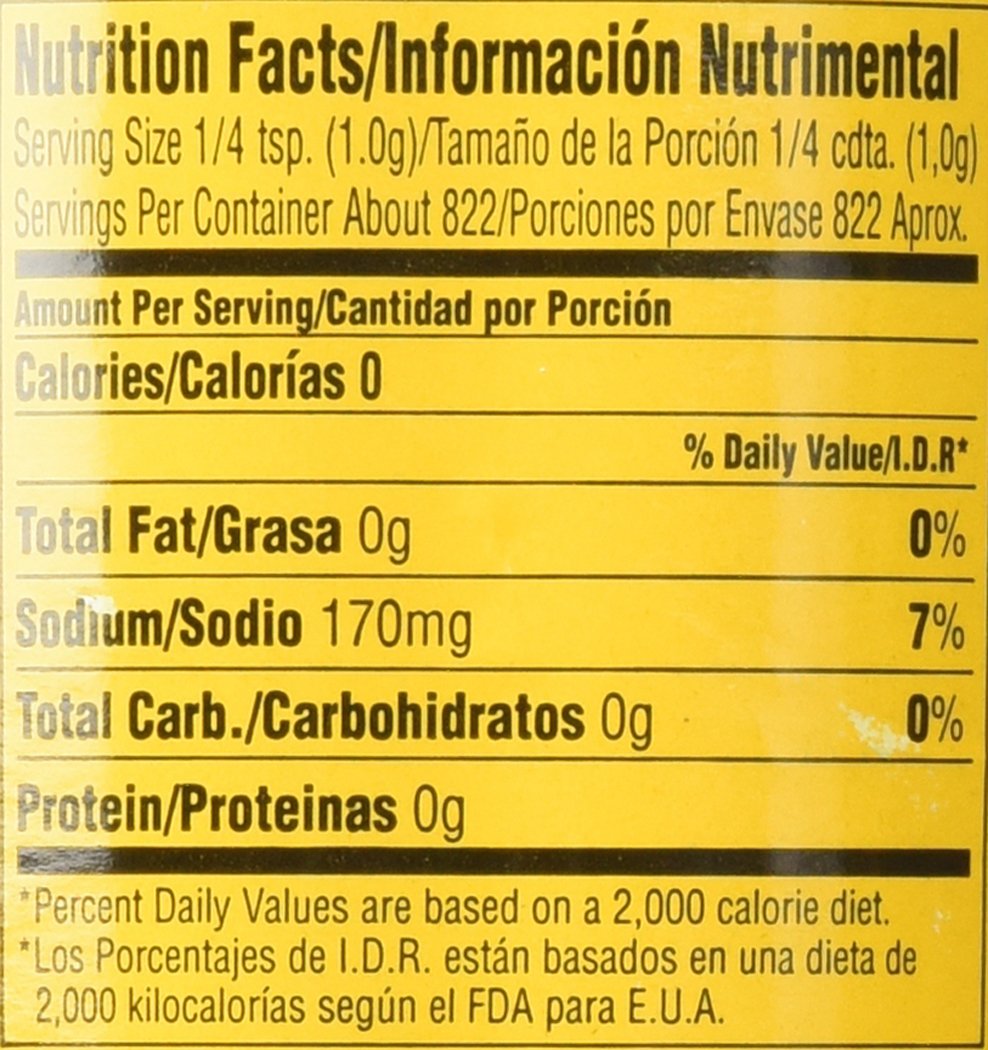 Nutrition Facts/Información Nutrimental
Serving Size 1/4 tsp. (1.0g)/Tamaño de la Porción 1/4 cdta. (1,0g)
Servings Per Container About 822/Porciones por Envase 822 Aprox.
Amount Per Serving/Cantidad por Porción
Calories/Calorías 0
% Daily Value/I.D.R*
Total Fat/Grasa 0g 0%
Sodium/Sodio 170mg 7%
Total Carb./Carbohidratos 0g 0%
Protein/Proteinas 0g
*Percent Daily Values are based on a 2,000 calorie diet.
*Los Porcentajes de I.D.R. están basados en una dieta de
2,000 kilocalorías según el FDA para E.U.A.